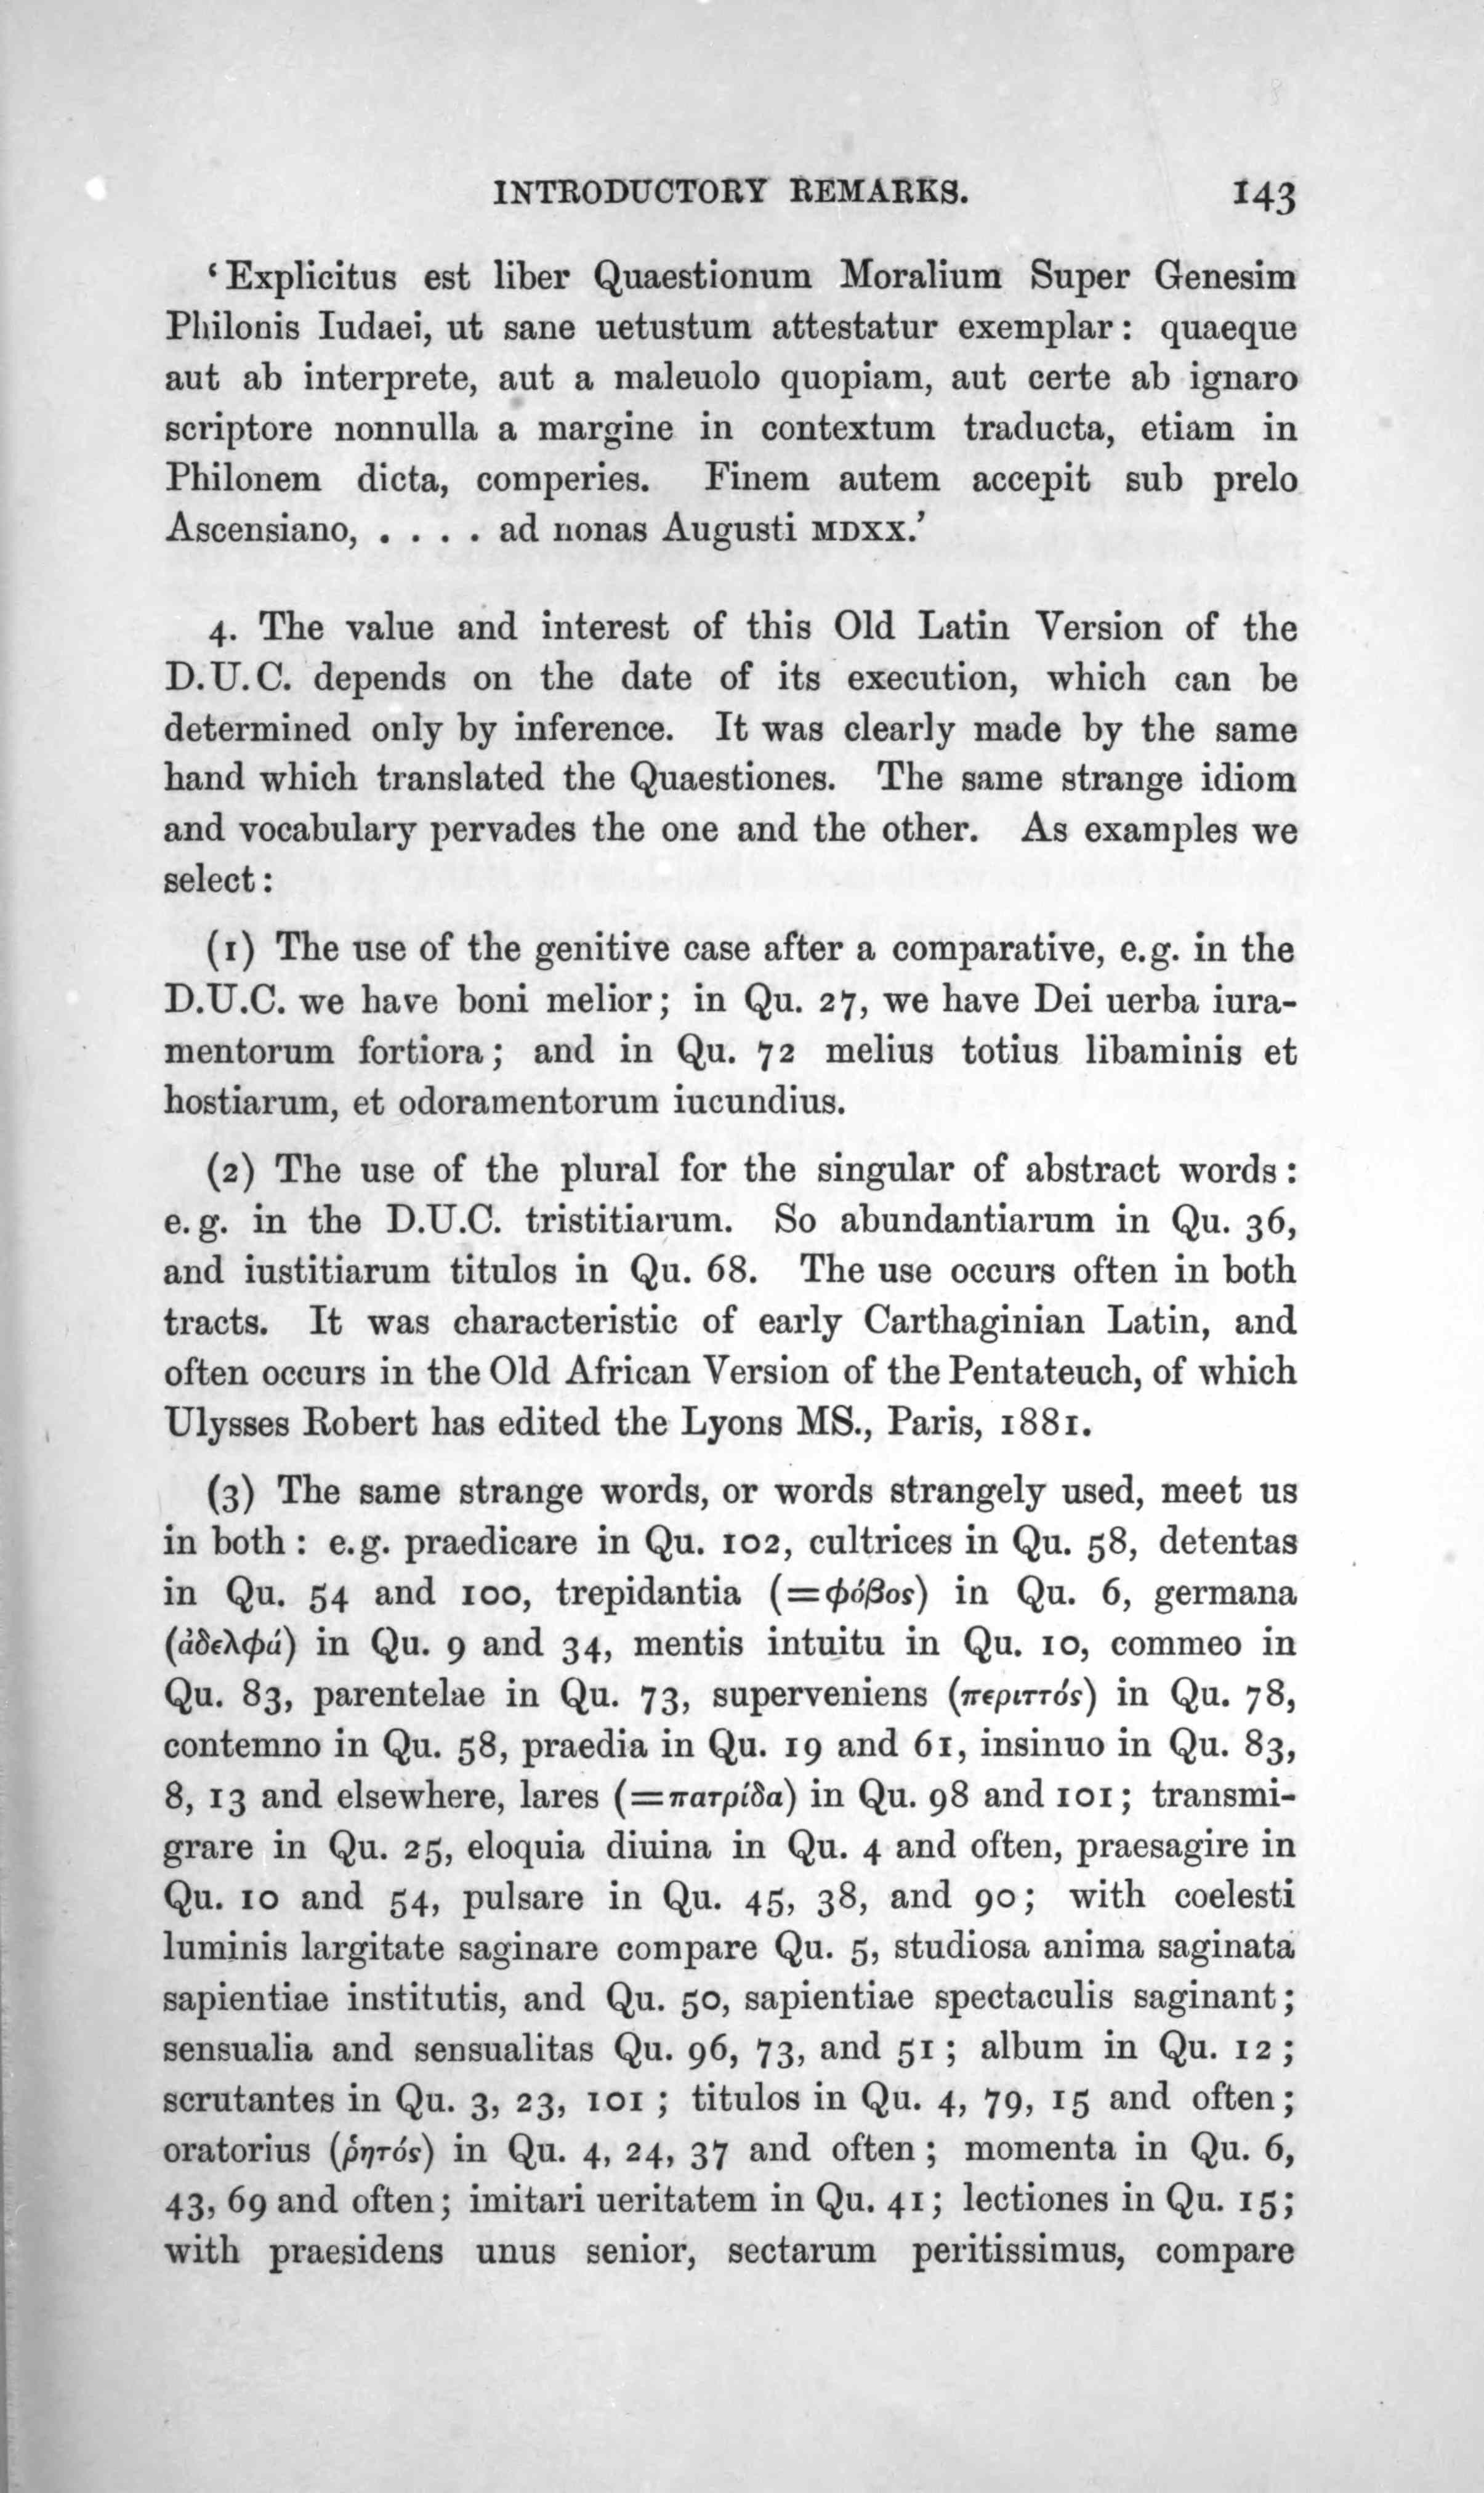 INTRODUCTORY REMARKS. 143
‘Explicitus est liber Quaestionum Moralium Super Genesim
Philonis Iudaei, ut sane uetustum attestatur exemplar: quaeque
aut ab interprete, aut a maleuolo quopiam, aut certe ab ignaro
scriptore nonnulla a margine in contextum traducta, etiam in
Philonem dicta, comperies. Finem autem accepit sub prelo
Ascensiano, . . . . ad nonas Augusti MDXX.’
4. The value and interest of this Old Latin Version of the
D.U.C. depends on the date of its execution, which can be
determined only by inference. It was clearly made by the same
hand which translated the Quaestiones. The same strange idiom
and vocabulary pervades the one and the other. As examples we
select:
(1) The use of the genitive case after a comparative, e.g. in the
D.U.C. we have boni melior; in Qu. 27, we have Dei uerba iura-
mentorum fortiora; and in Qu. 72 melius totius libaminis et
hostiarum, et odoramentorum iucundius.
(2) The use of the plural for the singular of abstract words:
e.g. in the D.U.C. tristitiarum. So abundantiarum in Qu. 36,
and iustitiarum titulos in Qu. 68. The use occurs often in both
tracts. It was characteristic of early Carthaginian Latin, and
often occurs in the Old African Version of the Pentateuch, of which
Ulysses Robert has edited the Lyons MS., Paris, 1881.
(3) The same strange words, or words strangely used, meet us
in both: e.g. praedicare in Qu. 102, cultrices in Qu. 58, detentas
in Qu. 54 and 100, trepidantia (=φόβος) in Qu. 6, germana
(ἀδελφά) in Qu. 9 and 34, mentis intuitu in Qu. 10, commeo in
Qu. 83, parentelae in Qu. 73, superveniens (περιττός) in Qu. 78,
contemno in Qu. 58, praedia in Qu. 19 and 61, insinuo in Qu. 83,
8, 13 and elsewhere, lares (=πατρίδα) in Qu. 98 and 101; transmi-
grare in Qu. 25, eloquia diuina in Qu. 4 and often, praesagire in
Qu. 10 and 54, pulsare in Qu. 45, 38, and 90; with coelesti
luminis largitate saginare compare Qu. 5, studiosa anima saginata
sapientiae institutis, and Qu. 50, sapientiae spectaculis saginant;
sensualia and sensualitas Qu. 96, 73, and 51; album in Qu. 12;
scrutantes in Qu. 3, 23, 101; titulos in Qu. 4, 79, 15 and often;
oratorius (ῥητός) in Qu. 4, 24, 37 and often; momenta in Qu. 6,
43, 69 and often; imitari ueritatem in Qu. 41; lectiones in Qu. 15;
with praesidens unus senior, sectarum peritissimus, compare